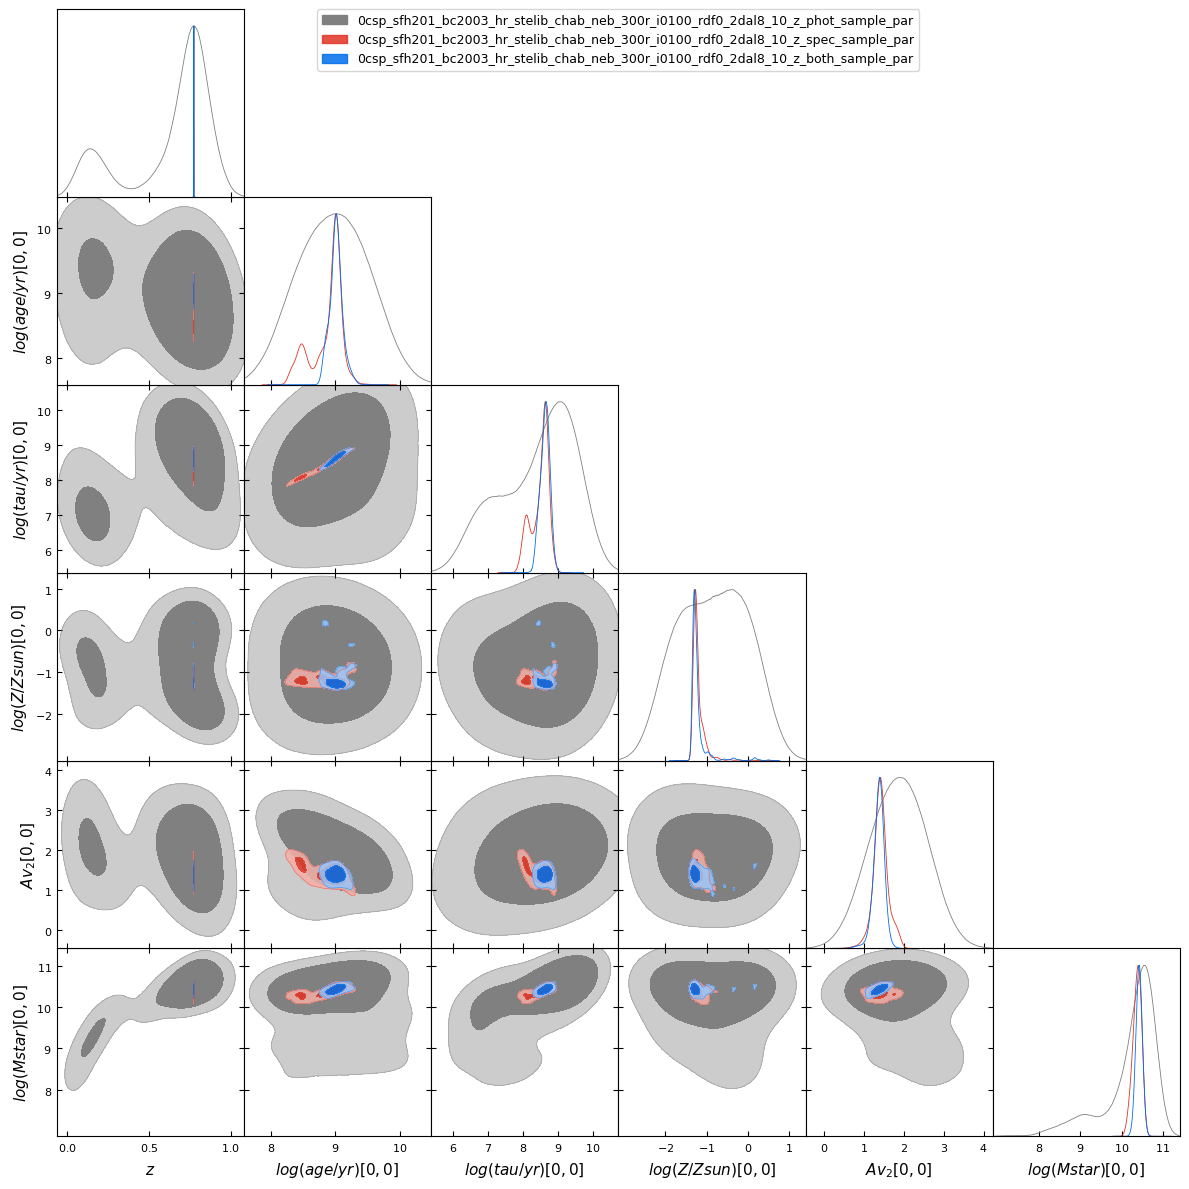 0csp_sfh201_bc2003_hr_stelib_chab_neb_300r_i0100_rdf0_2dal8_10_z_phot_sample_par
0csp_sfh201_bc2003_hr_stelib_chab_neb_300r_i0100_rdf0_2dal8_10_z_spec_sample_par
0csp_sfh201_bc2003_hr_stelib_chab_neb_300r_i0100_rdf0_2dal8_10_z_both_sample_par
log(age/yr)[0, 0]
10
9
8
log(tau/yr)[0, 0]
10
9
8
7
6
log(Z/Zsun)[0, 0]
1
0
−1
−2
Av₂[0, 0]
4
3
2
1
0
log(Mstar)[0, 0]
11
10
9
8
0.0 0.5 1.0 8 9 10 6 7 8 9 10 −2 −1 0 1 0 1 2 3 4 8 9 10 11
z log(age/yr)[0, 0] log(tau/yr)[0, 0] log(Z/Zsun)[0, 0] Av₂[0, 0] log(Mstar)[0, 0]